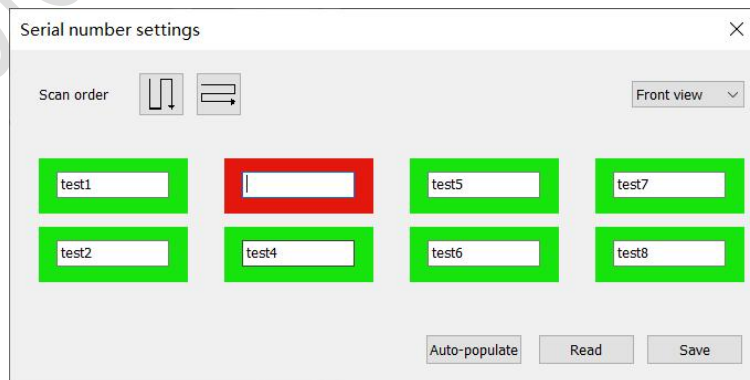 Serial number settings
Scan order
Front view
test1
test5
test7
test2
test4
test6
test8
Auto-populate
Read
Save